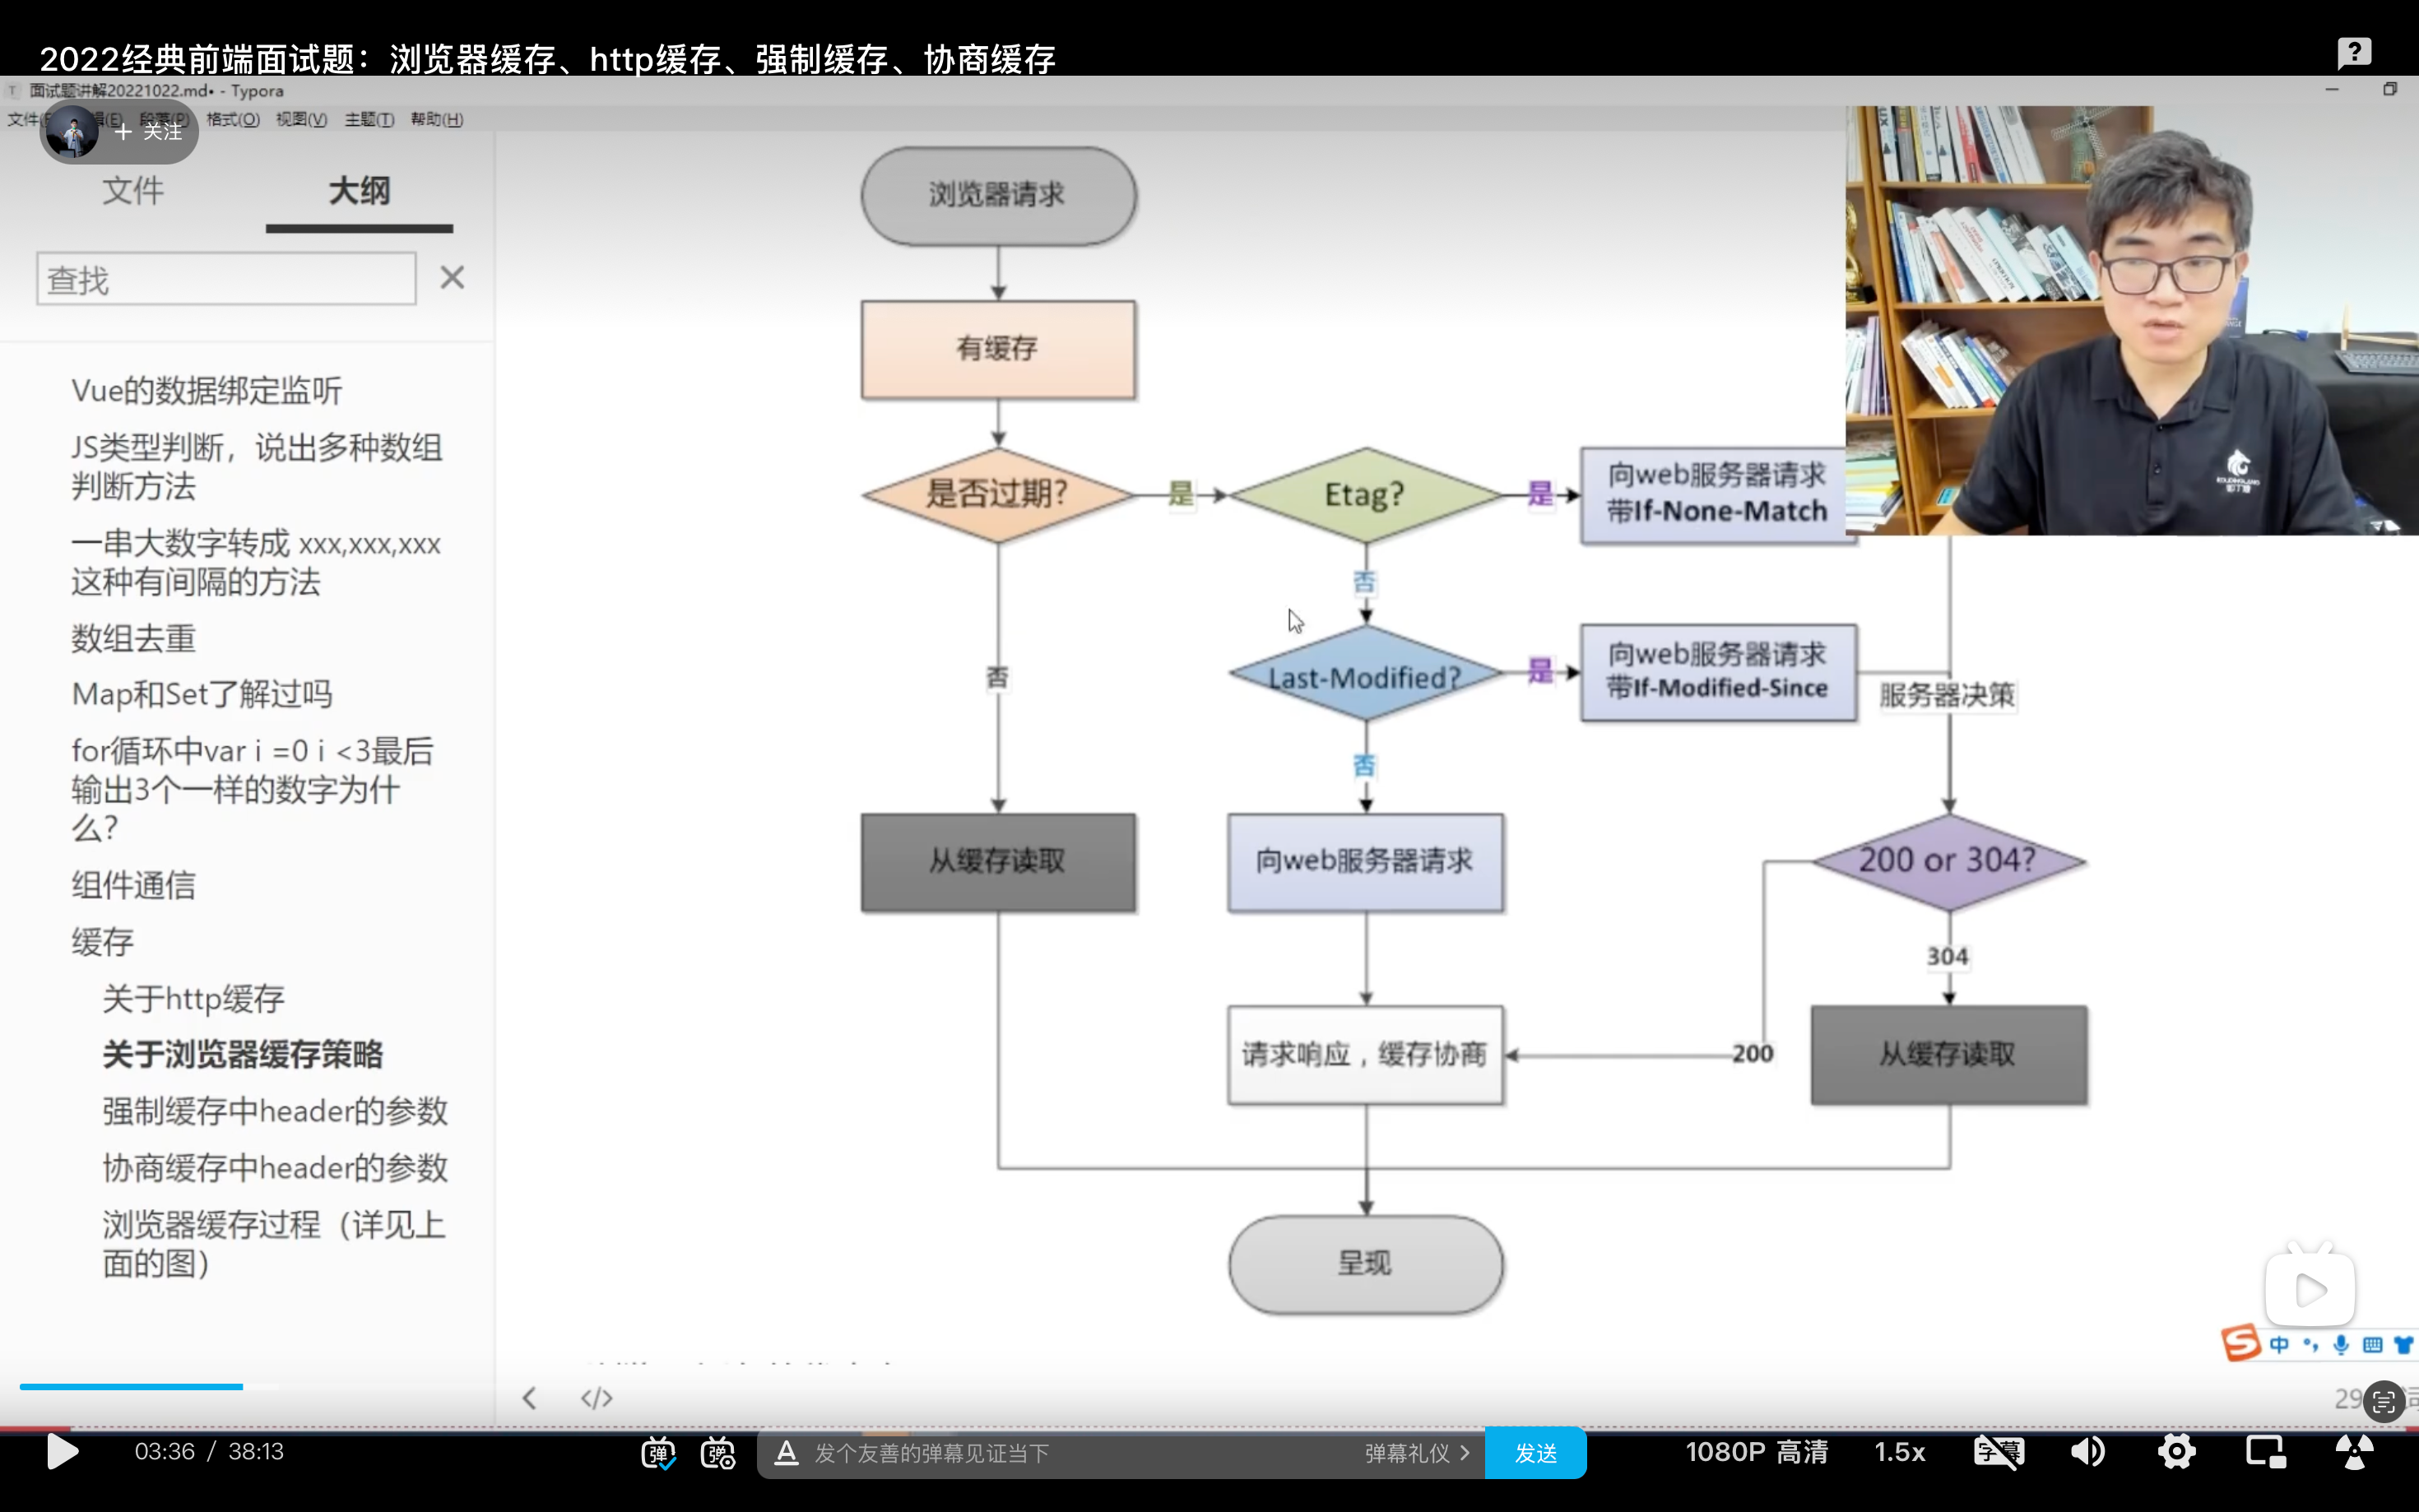 2022经典前端面试题：浏览器缓存、http缓存、强制缓存、协商缓存
面试题讲解20221022.md• - Typora
格式(O) 视图(V) 主题(T) 帮助(H)
+ 关注
文件
大纲
查找
Vue的数据绑定监听
JS类型判断，说出多种数组
判断方法
一串大数字转成 xxx,xxx,xxx
这种有间隔的方法
数组去重
Map和Set了解过吗
for循环中var i =0 i <3最后
输出3个一样的数字为什
么？
组件通信
缓存
关于http缓存
关于浏览器缓存策略
强制缓存中header的参数
协商缓存中header的参数
浏览器缓存过程（详见上
面的图）
浏览器请求
有缓存
是否过期?
是
Etag?
是
向web服务器请求
带If-None-Match
否
否
Last-Modified?
是
向web服务器请求
带If-Modified-Since
服务器决策
否
从缓存读取
向web服务器请求
200 or 304?
304
请求响应，缓存协商
200
从缓存读取
呈现
中
03:36 / 38:13
弹
弹
A 发个友善的弹幕见证当下
弹幕礼仪 >
发送
1080P 高清
1.5x
字幕